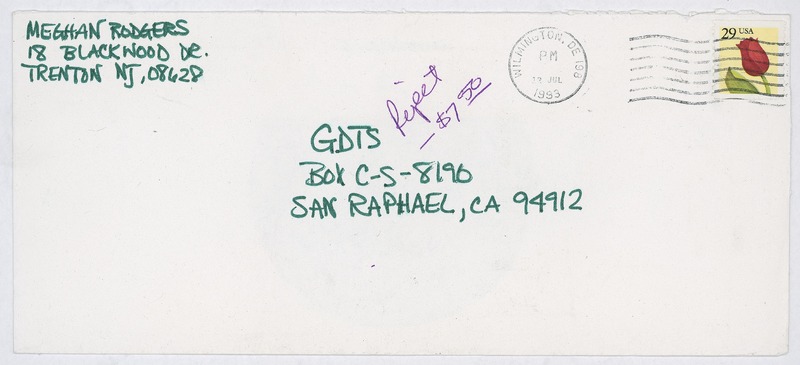 MEGHAN RODGERS
18 BLACKWOOD DR.
TRENTON NJ, 08628
WILMINGTON, DE 198
PM
12 JUL
1993
29 USA
Reject
- $7.50
GDTS
BOX C-S-8190
SAN RAPHAEL, CA 94912